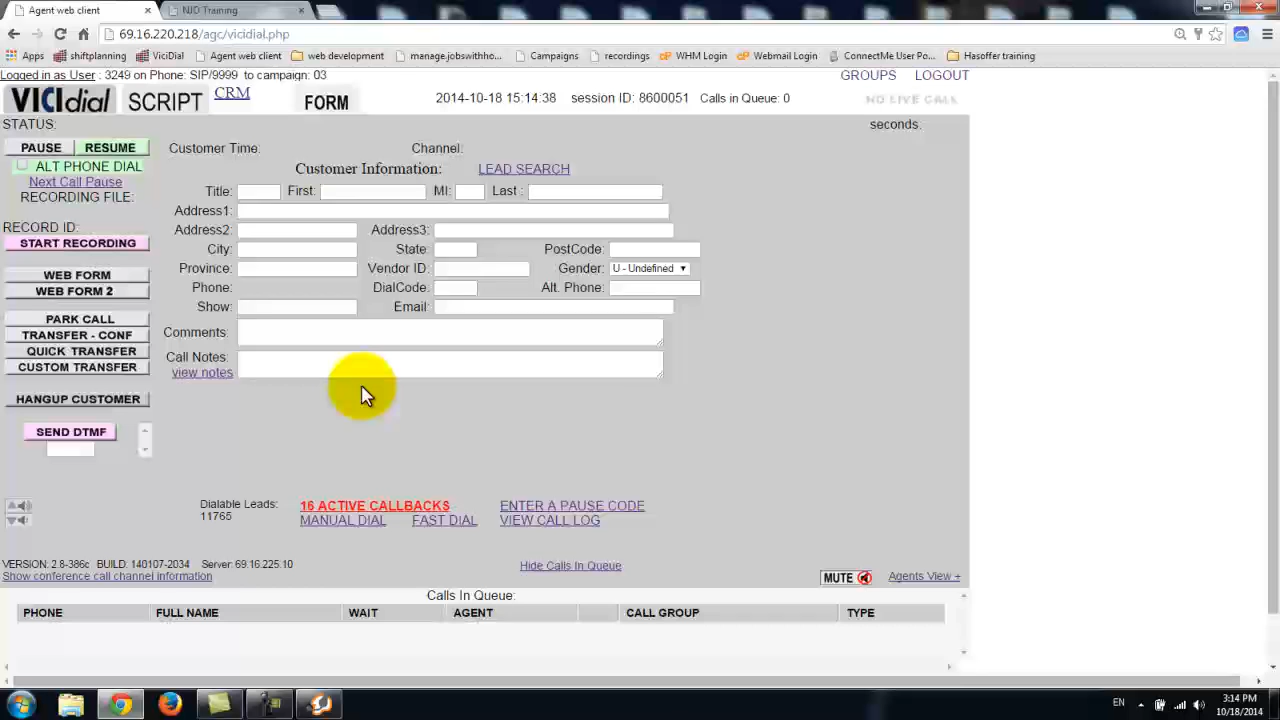 Agent web client
NJD Training
69.16.220.218/agc/vicidial.php
Apps shiftplanning ViciDial Agent web client web development manage.jobswithho... Campaigns recordings WHM Login Webmail Login ConnectMe User Po... Hasoffer training
Logged in as User : 3249 on Phone: SIP/9999 to campaign: 03
GROUPS LOGOUT
VICIdial SCRIPT CRM FORM 2014-10-18 15:14:38 session ID: 8600051 Calls in Queue: 0 NO LIVE CALL
STATUS: seconds.
PAUSE RESUME Customer Time: Channel:
ALT PHONE DIAL Customer Information: LEAD SEARCH
Next Call Pause
RECORDING FILE: Title: First: MI: Last :
Address1:
RECORD ID: Address2: Address3:
START RECORDING City: State: PostCode:
Province: Vendor ID: Gender: U - Undefined
WEB FORM
WEB FORM 2 Phone: DialCode: Alt. Phone:
Show: Email:
PARK CALL
TRANSFER - CONF Comments:
QUICK TRANSFER Call Notes:
CUSTOM TRANSFER view notes
HANGUP CUSTOMER
SEND DTMF
Dialable Leads: 16 ACTIVE CALLBACKS ENTER A PAUSE CODE
11765 MANUAL DIAL FAST DIAL VIEW CALL LOG
VERSION: 2.8-386c BUILD: 140107-2034 Server: 69.16.225.10 Hide Calls In Queue
Show conference call channel information MUTE Agents View +
Calls In Queue:
PHONE FULL NAME WAIT AGENT CALL GROUP TYPE
EN 3:14 PM
10/18/2014